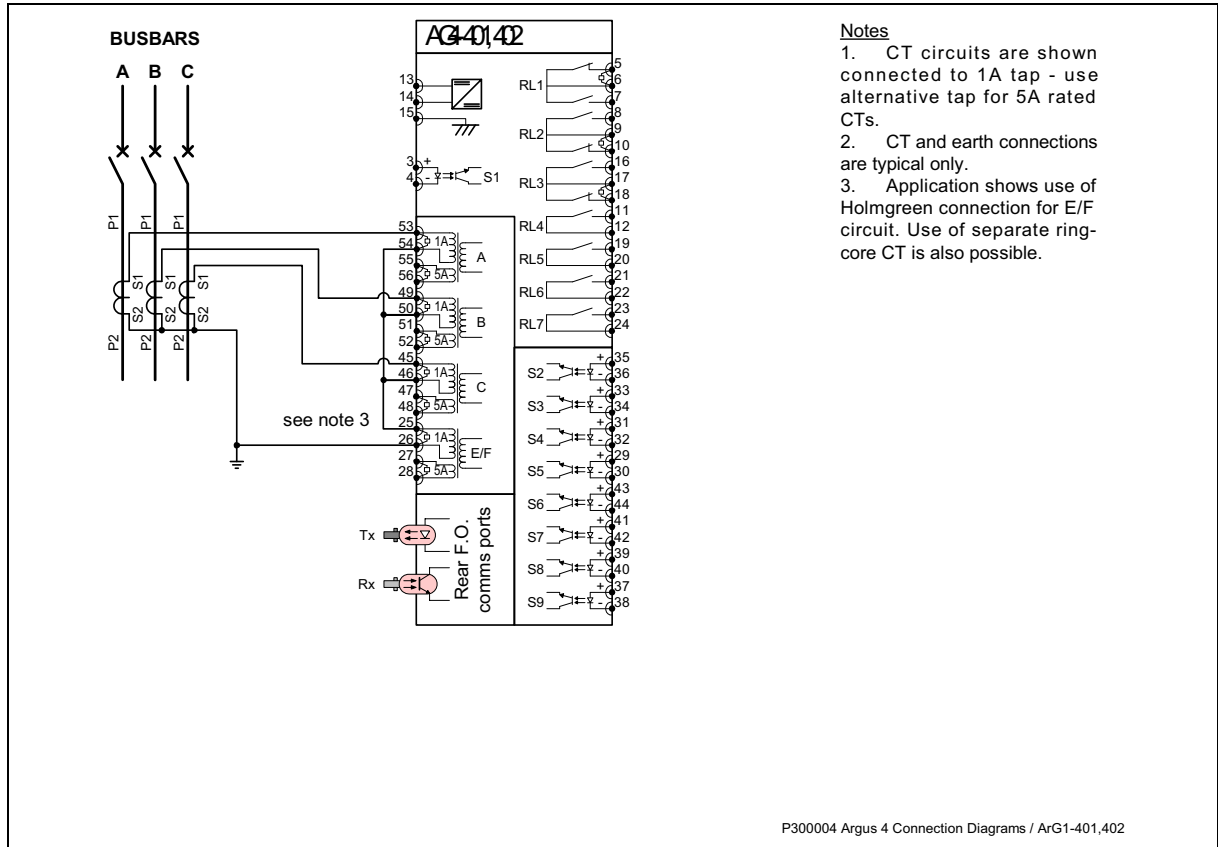 BUSBARS
A B C
P1 P1 P1
S1 S1 S1
S2 S2 S2
P2 P2 P2
see note 3
Tx
Rx
13
14
15
3 +
4 - S1
53
54 1A
55 A
56 5A
49
50 1A
51 B
52 5A
45
46 1A
47 C
48 5A
25
26 1A
27 E/F
28 5A
Rear F.O.
comms ports
RL1 5
6
7
RL2 8
9
10
RL3 16
17
18
RL4 11
12
RL5 19
20
RL6 21
22
RL7 23
24
S2 + 35
- 36
S3 + 33
- 34
S4 + 31
- 32
S5 + 29
- 30
S6 + 43
- 44
S7 + 41
- 42
S8 + 39
- 40
S9 + 37
- 38
Notes
1. CT circuits are shown
connected to 1A tap - use
alternative tap for 5A rated
CTs.
2. CT and earth connections
are typical only.
3. Application shows use of
Holmgreen connection for E/F
circuit. Use of separate ring-
core CT is also possible.
P300004 Argus 4 Connection Diagrams / ArG1-401,402